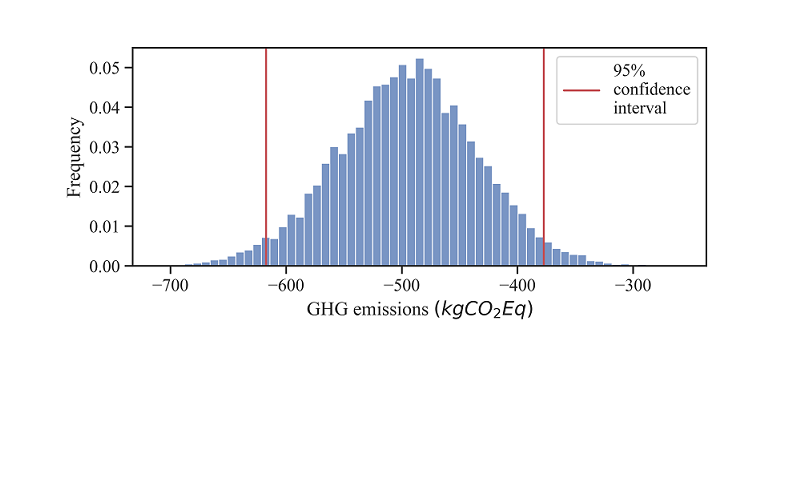 0.05
0.04
0.03
0.02
0.01
0.00
Frequency
95%
confidence
interval
−700 −600 −500 −400 −300
GHG emissions (kgCO₂Eq)